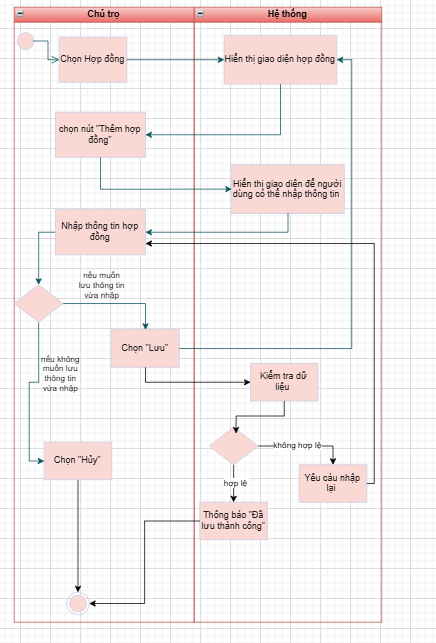 Chủ trọ
Hệ thống
Chọn Hợp đồng
Hiển thị giao diện hợp đồng
chọn nút "Thêm hợp
đồng"
Hiển thị giao diện để người
dùng có thể nhập thông tin
Nhập thông tin hợp
đồng
nếu muốn
lưu thông tin
vừa nhập
Chọn "Lưu"
nếu không
muốn lưu
thông tin
vừa nhập
Kiểm tra dữ
liệu
không hợp lệ
Chọn "Hủy"
hợp lệ
Yêu cầu nhập
lại
Thông báo "Đã
lưu thành công"